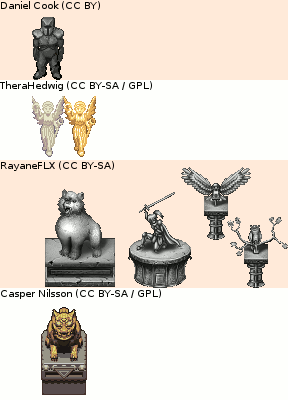 Daniel Cook (CC BY)
TheraHedwig (CC BY-SA / GPL)
RayaneFLX (CC BY-SA)
Casper Nilsson (CC BY-SA / GPL)